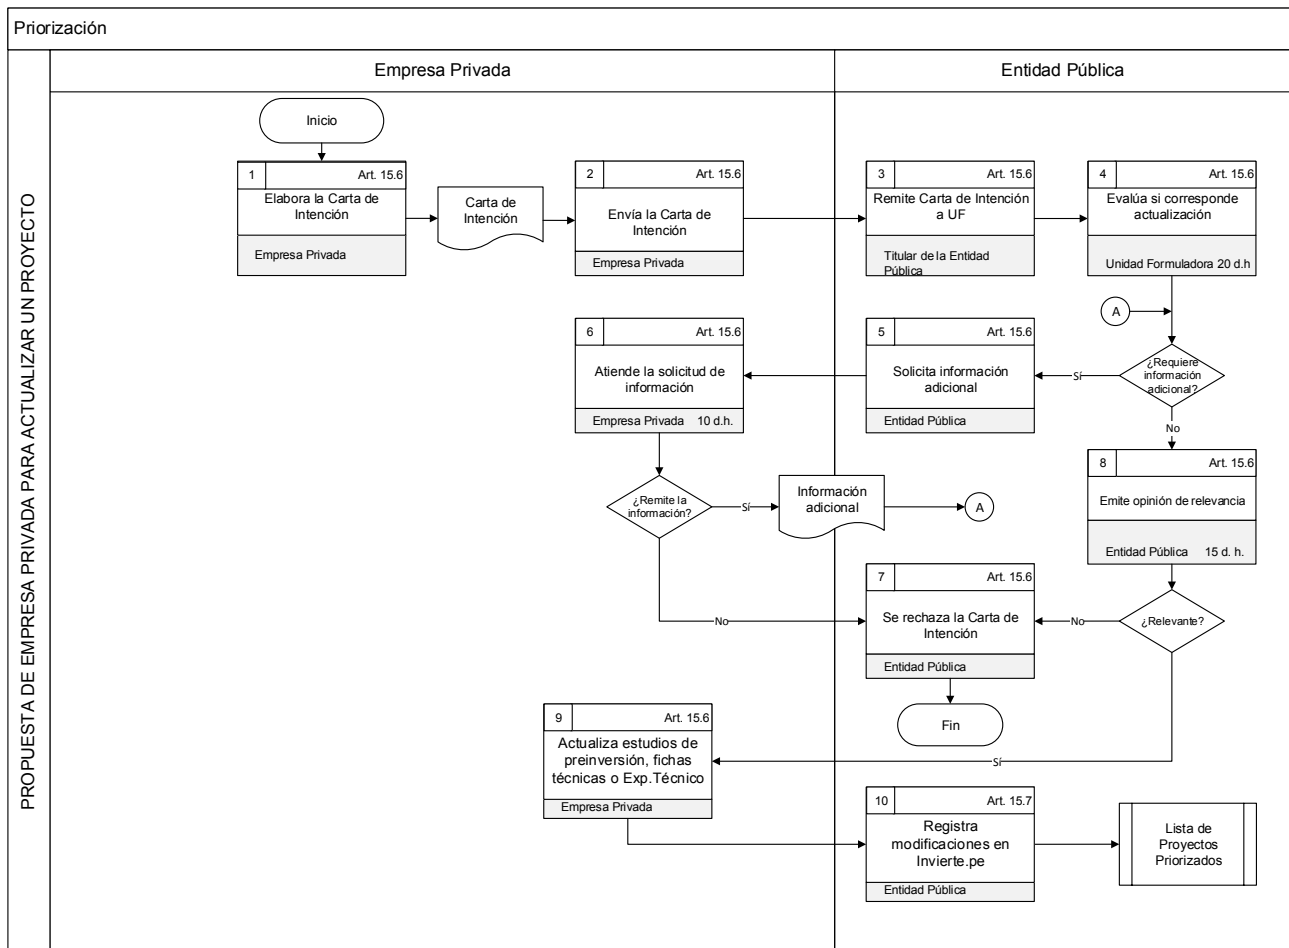 Priorización
PROPUESTA DE EMPRESA PRIVADA PARA ACTUALIZAR UN PROYECTO
Empresa Privada
Entidad Pública
Inicio
1
Art. 15.6
Elabora la Carta de
Intención
Empresa Privada
Carta de
Intención
2
Art. 15.6
Envía la Carta de
Intención
Empresa Privada
3
Art. 15.6
Remite Carta de Intención
a UF
Titular de la Entidad
Pública
4
Art. 15.6
Evalúa si corresponde
actualización
Unidad Formuladora 20 d.h
A
¿Requiere
información
adicional?
Sí
No
5
Art. 15.6
Solicita información
adicional
Entidad Pública
6
Art. 15.6
Atiende la solicitud de
información
Empresa Privada 10 d.h.
¿Remite la
información?
Sí
Información
adicional
A
No
8
Art. 15.6
Emite opinión de relevancia
Entidad Pública 15 d. h.
¿Relevante?
No
7
Art. 15.6
Se rechaza la Carta de
Intención
Entidad Pública
Fin
Sí
9
Art. 15.6
Actualiza estudios de
preinversión, fichas
técnicas o Exp.Técnico
Empresa Privada
10
Art. 15.7
Registra
modificaciones en
Invierte.pe
Entidad Pública
Lista de
Proyectos
Priorizados